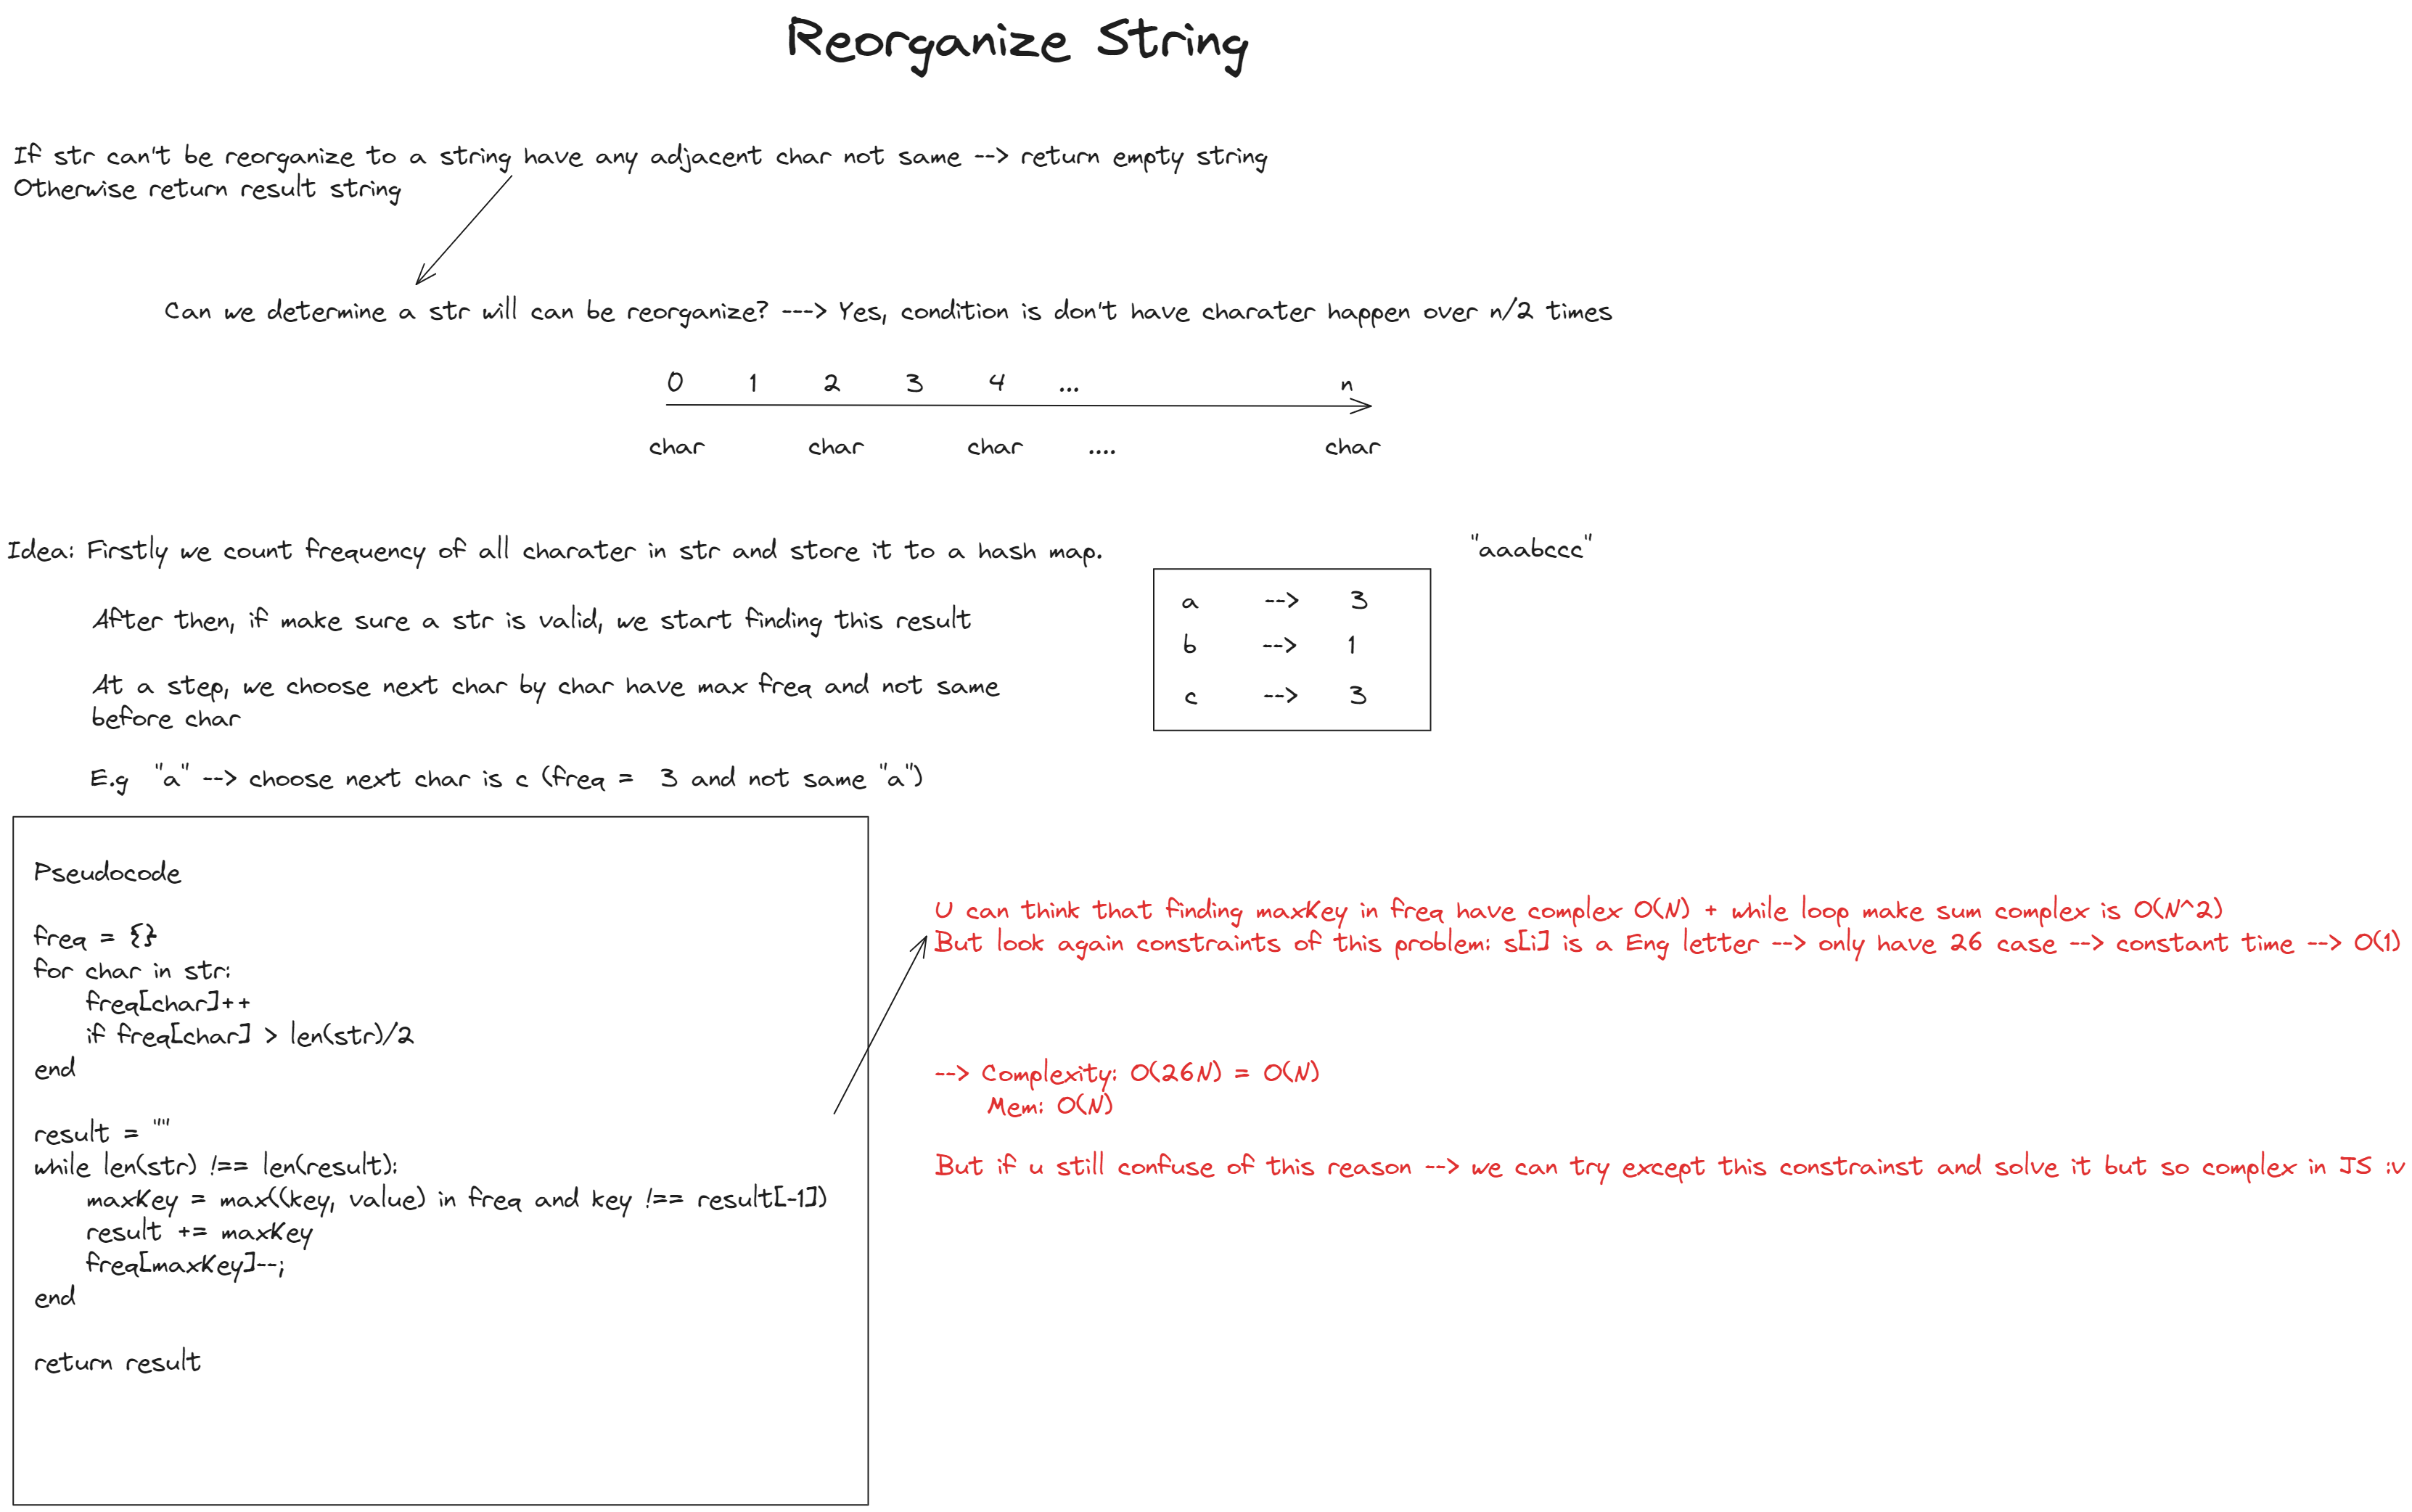 Reorganize String
If str can't be reorganize to a string have any adjacent char not same --> return empty string
Otherwise return result string
Can we determine a str will can be reorganize? ---> Yes, condition is don't have charater happen over n/2 times
0 1 2 3 4 ... n
char char char .... char
Idea: Firstly we count frequency of all charater in str and store it to a hash map.
"aaabccc"
a --> 3
b --> 1
c --> 3
After then, if make sure a str is valid, we start finding this result
At a step, we choose next char by char have max freq and not same
before char
E.g "a" --> choose next char is c (freq = 3 and not same "a")
Pseudocode
freq = {}
for char in str:
freq[char]++
if freq[char] > len(str)/2
end
result = ""
while len(str) !== len(result):
maxKey = max((key, value) in freq and key !== result[-1])
result += maxKey
freq[maxKey]--;
end
return result
U can think that finding maxKey in freq have complex O(N) + while loop make sum complex is O(N^2)
But look again constraints of this problem: s[i] is a Eng letter --> only have 26 case --> constant time --> O(1)
--> Complexity: O(26N) = O(N)
Mem: O(N)
But if u still confuse of this reason --> we can try except this constrainst and solve it but so complex in JS :v